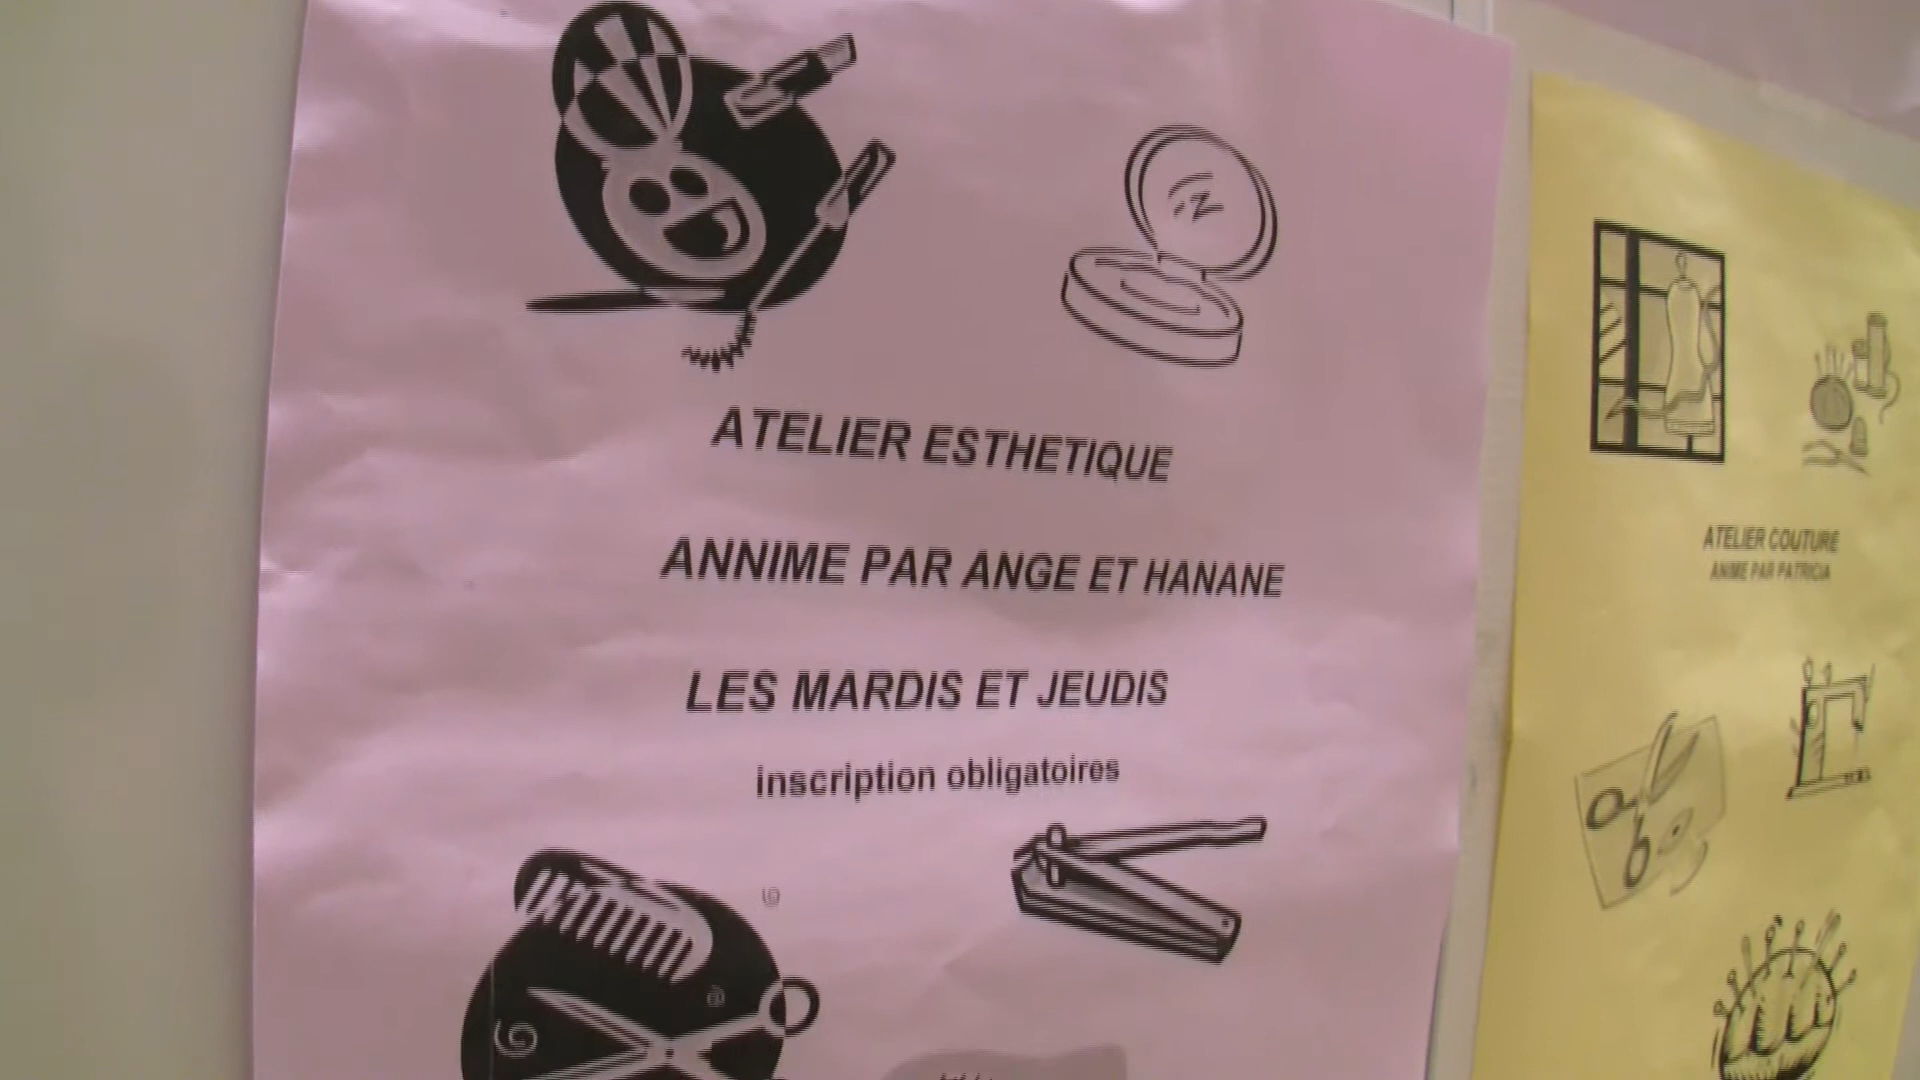 ATELIER ESTHETIQUE
ANNIME PAR ANGE ET HANANE
LES MARDIS ET JEUDIS
inscription obligatoires
ATELIER COUTURE
ANIME PAR PATRICIA